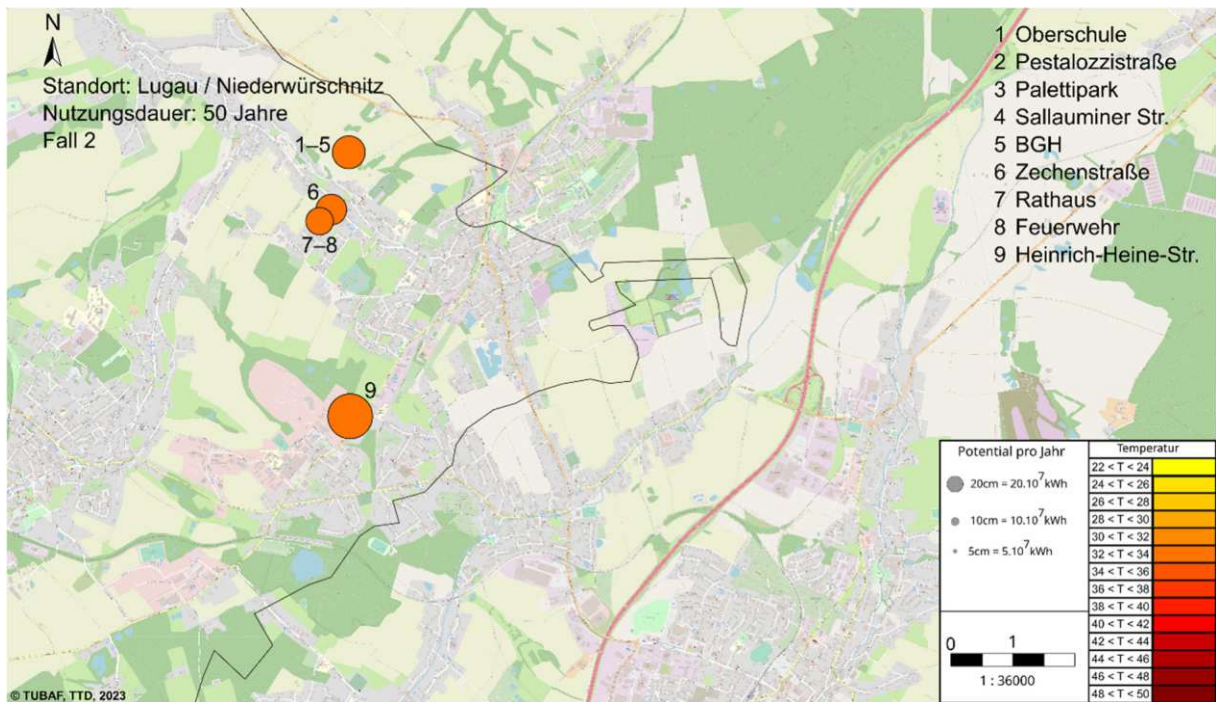 N
Standort: Lugau / Niederwürschnitz
Nutzungsdauer: 50 Jahre
Fall 2
1–5
6
7–8
9
1 Oberschule
2 Pestalozzistraße
3 Palettipark
4 Sallauminer Str.
5 BGH
6 Zechenstraße
7 Rathaus
8 Feuerwehr
9 Heinrich-Heine-Str.
Potential pro Jahr
20cm = 20.10⁷kWh
10cm = 10.10⁷kWh
5cm = 5.10⁷kWh
0 1
1 : 36000
Temperatur
22 < T < 24
24 < T < 26
26 < T < 28
28 < T < 30
30 < T < 32
32 < T < 34
34 < T < 36
36 < T < 38
38 < T < 40
40 < T < 42
42 < T < 44
44 < T < 46
46 < T < 48
48 < T < 50
© TUBAF, TTD, 2023